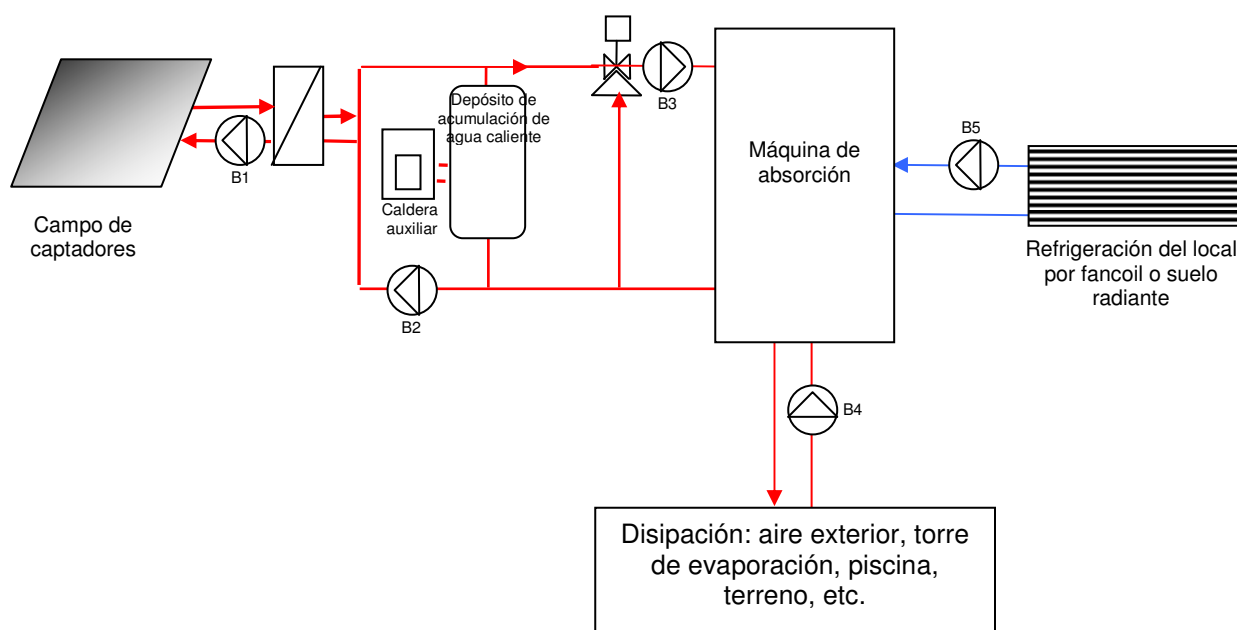 Campo de
captadores
B1
Depósito de
acumulación de
agua caliente
Caldera
auxiliar
B2
B3
Máquina de
absorción
B5
Refrigeración del local
por fancoil o suelo
radiante
B4
Disipación: aire exterior, torre
de evaporación, piscina,
terreno, etc.